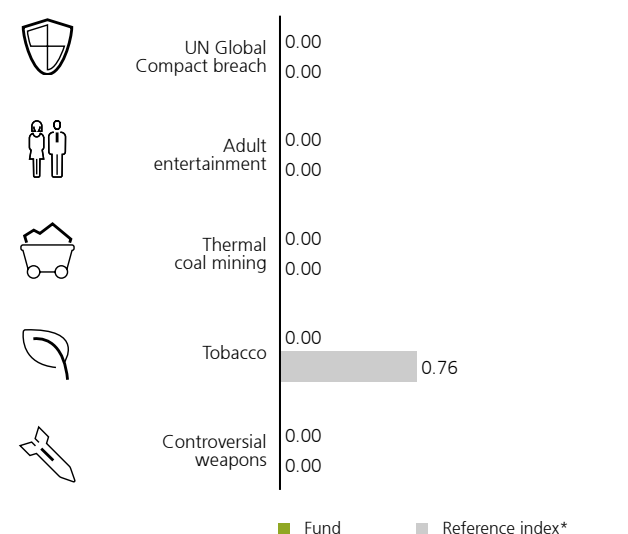 UN Global
Compact breach
0.00
0.00
Adult
entertainment
0.00
0.00
Thermal
coal mining
0.00
0.00
Tobacco
0.00
0.76
Controversial
weapons
0.00
0.00
Fund
Reference index*